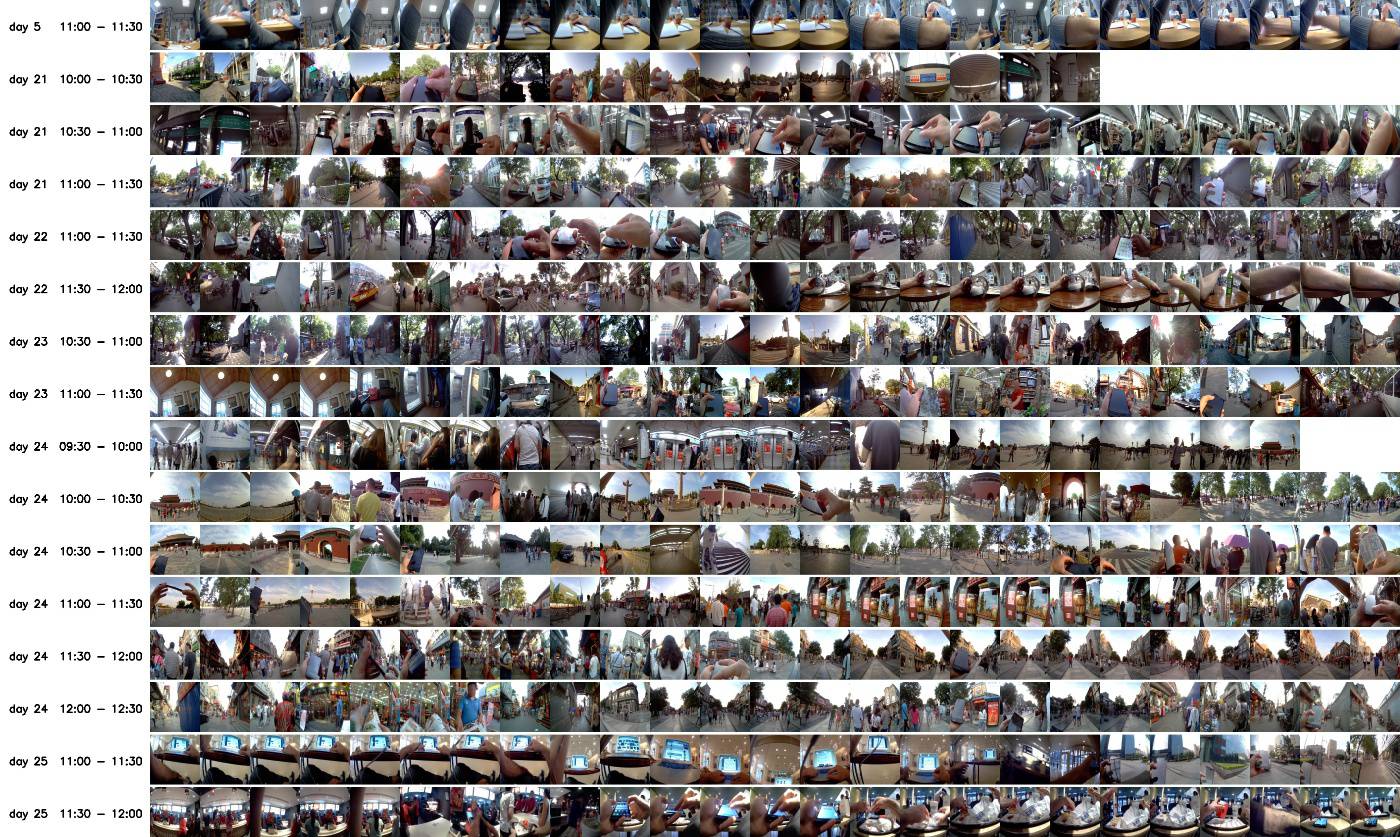 day 5 11:00 – 11:30
day 21 10:00 – 10:30
day 21 10:30 – 11:00
day 21 11:00 – 11:30
day 22 11:00 – 11:30
day 22 11:30 – 12:00
day 23 10:30 – 11:00
day 23 11:00 – 11:30
day 24 09:30 – 10:00
day 24 10:00 – 10:30
day 24 10:30 – 11:00
day 24 11:00 – 11:30
day 24 11:30 – 12:00
day 24 12:00 – 12:30
day 25 11:00 – 11:30
day 25 11:30 – 12:00